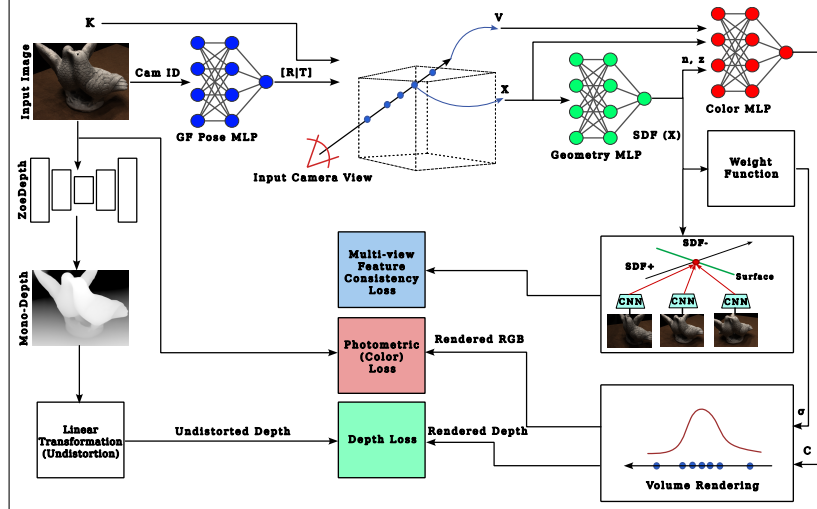 K
V
Input Image
Cam ID
[R|T]
GF Pose MLP
X
n, z
Color MLP
SDF (X)
Geometry MLP
Input Camera View
Weight
Function
ZoeDepth
SDF-
SDF+
Surface
CNN
CNN
CNN
Multi-view
Feature
Consistency
Loss
Mono-Depth
Photometric
(Color)
Loss
Rendered RGB
Linear
Transformation
(Undistortion)
Undistorted Depth
Depth Loss
Rendered Depth
σ
C
Volume Rendering